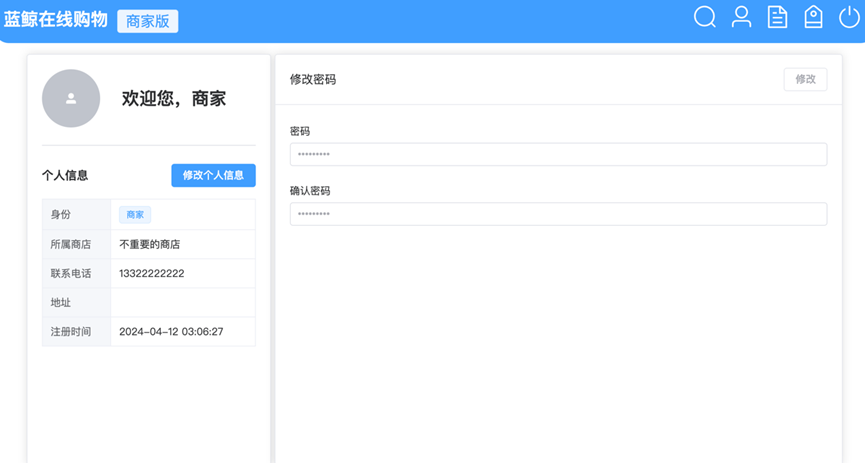 蓝鲸在线购物 商家版
欢迎您，商家
个人信息 修改个人信息
身份 商家
所属商店 不重要的商店
联系电话 13322222222
地址
注册时间 2024-04-12 03:06:27
修改密码 修改
密码
•••••••••
确认密码
•••••••••